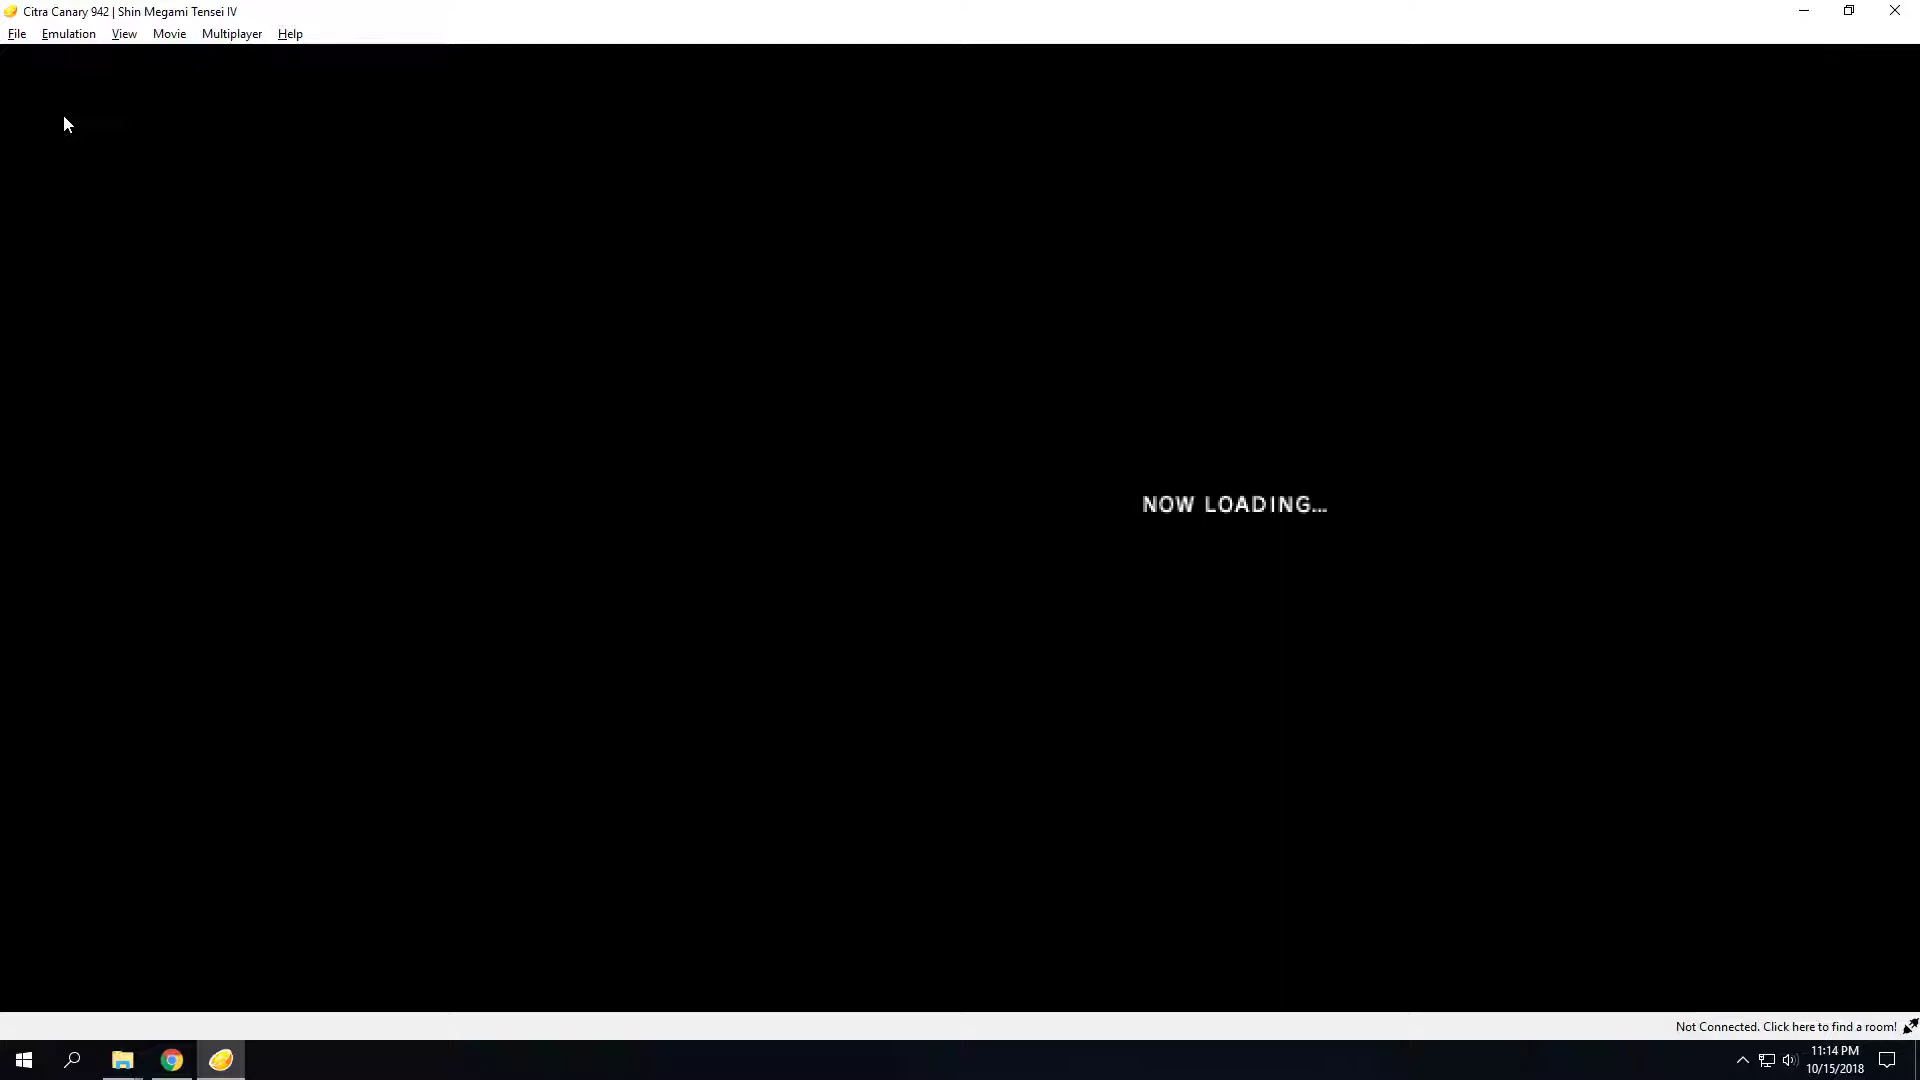 Citra Canary 942 | Shin Megami Tensei IV
File Emulation View Movie Multiplayer Help
NOW LOADING...
Not Connected. Click here to find a room!
11:14 PM
10/15/2018